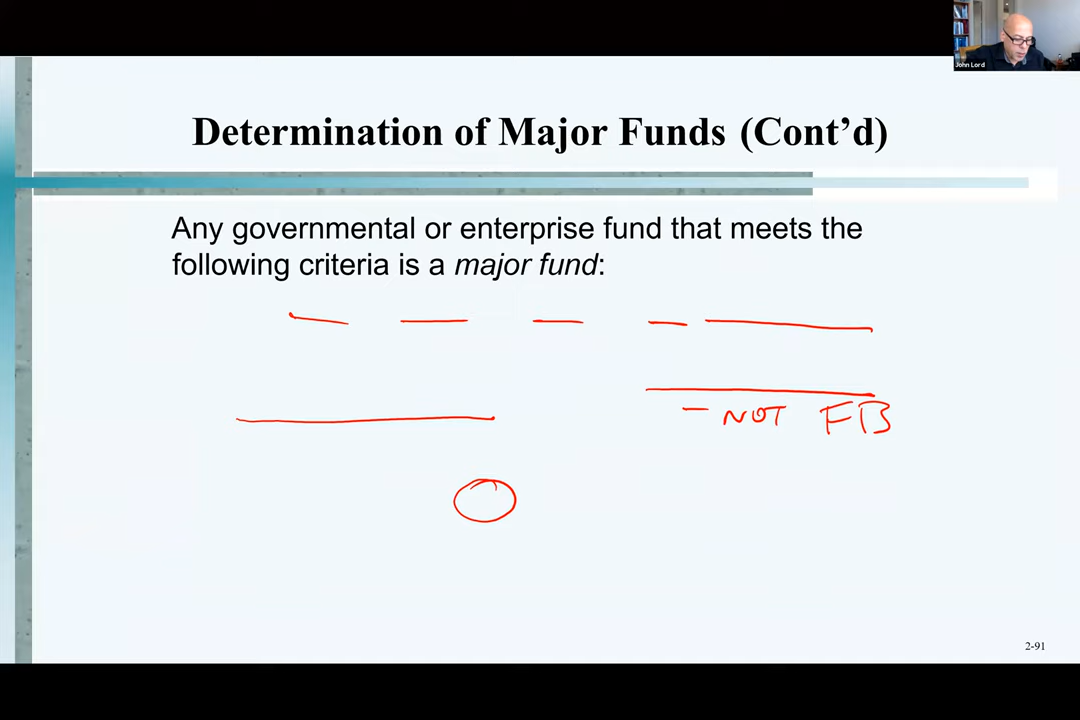 John Lord
Determination of Major Funds (Cont'd)
Any governmental or enterprise fund that meets the
following criteria is a major fund:
- NOT FB
2-91